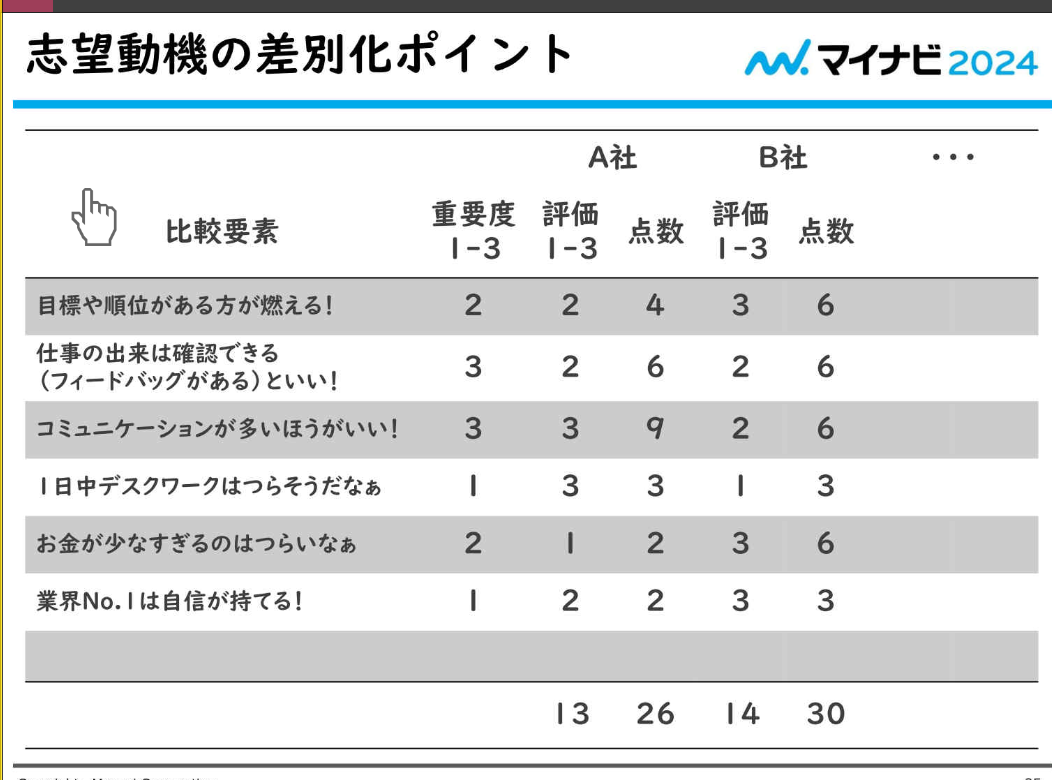 志望動機の差別化ポイント
マイナビ2024
A社 B社 ・・・
比較要素 重要度 1-3 評価 1-3 点数 評価 1-3 点数
目標や順位がある方が燃える! 2 2 4 3 6
仕事の出来は確認できる
(フィードバッグがある)といい! 3 2 6 2 6
コミュニケーションが多いほうがいい! 3 3 9 2 6
1日中デスクワークはつらそうだなぁ 1 3 3 1 3
お金が少なすぎるのはつらいなぁ 2 1 2 3 6
業界No.1は自信が持てる! 1 2 2 3 3
13 26 14 30